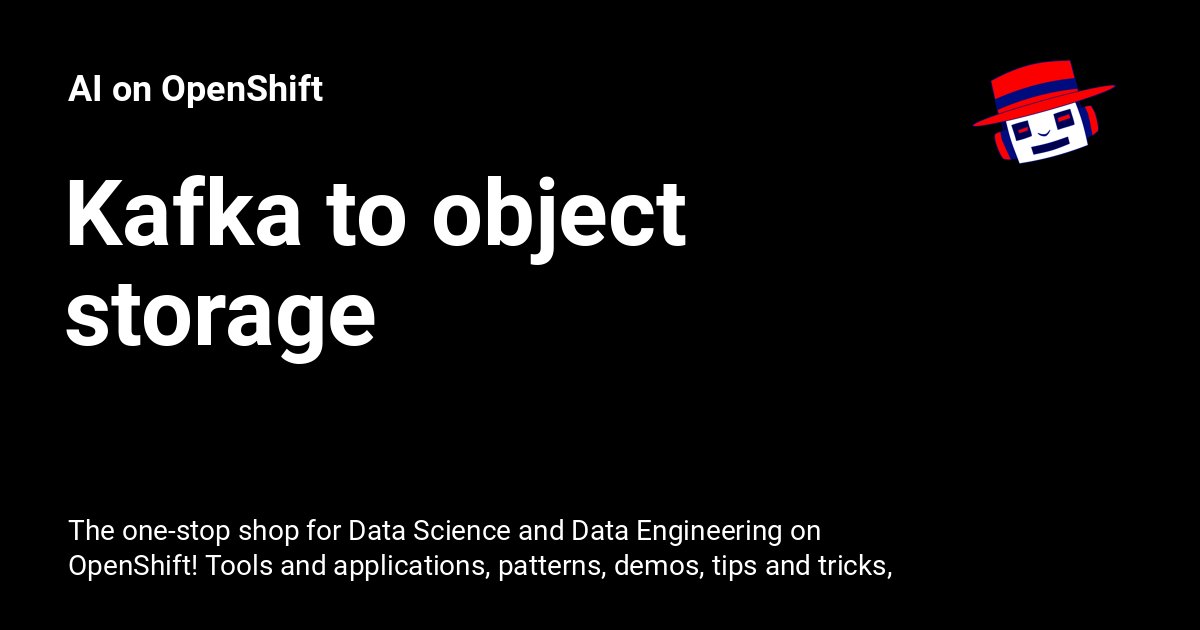 AI on OpenShift
Kafka to object
storage
The one-stop shop for Data Science and Data Engineering on
OpenShift! Tools and applications, patterns, demos, tips and tricks,